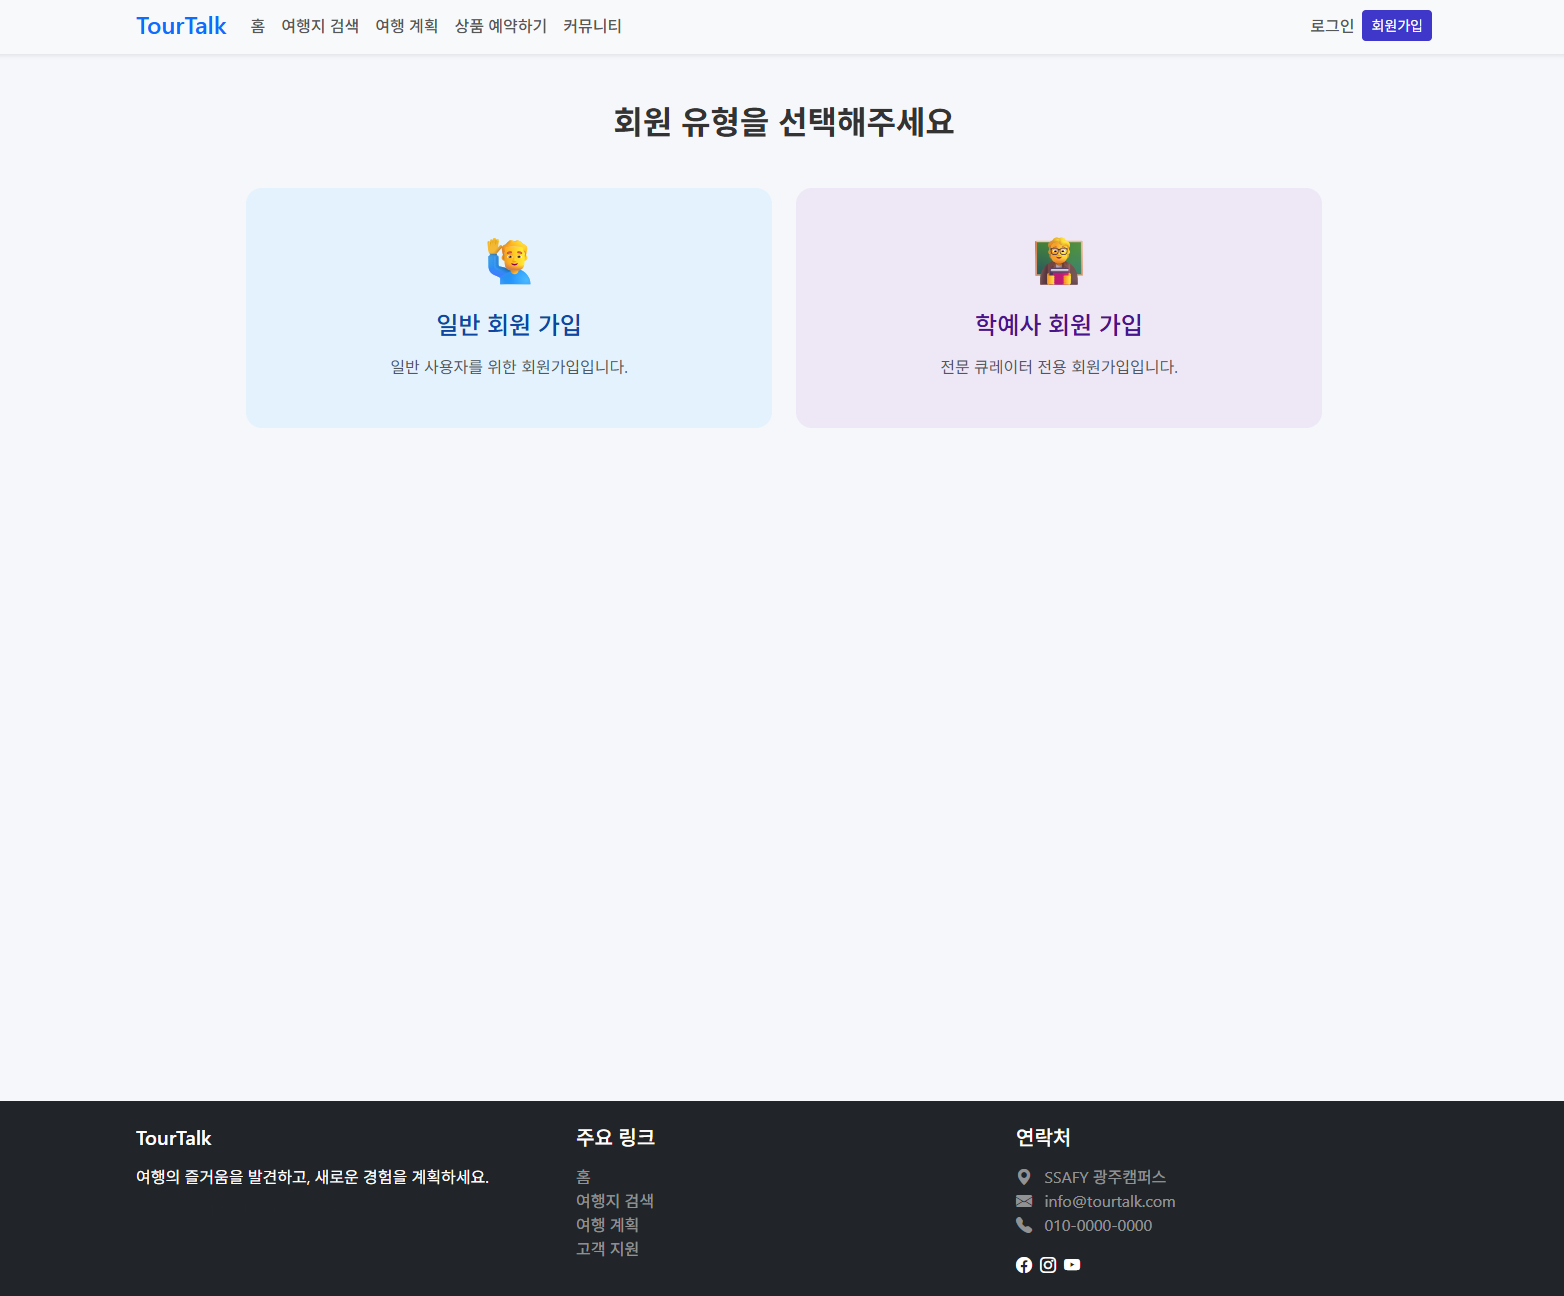 TourTalk 홈 여행지 검색 여행 계획 상품 예약하기 커뮤니티 로그인 회원가입
회원 유형을 선택해주세요
일반 회원 가입
일반 사용자를 위한 회원가입입니다.
학예사 회원 가입
전문 큐레이터 전용 회원가입입니다.
TourTalk
여행의 즐거움을 발견하고, 새로운 경험을 계획하세요.
주요 링크
홈
여행지 검색
여행 계획
고객 지원
연락처
SSAFY 광주캠퍼스
info@tourtalk.com
010-0000-0000